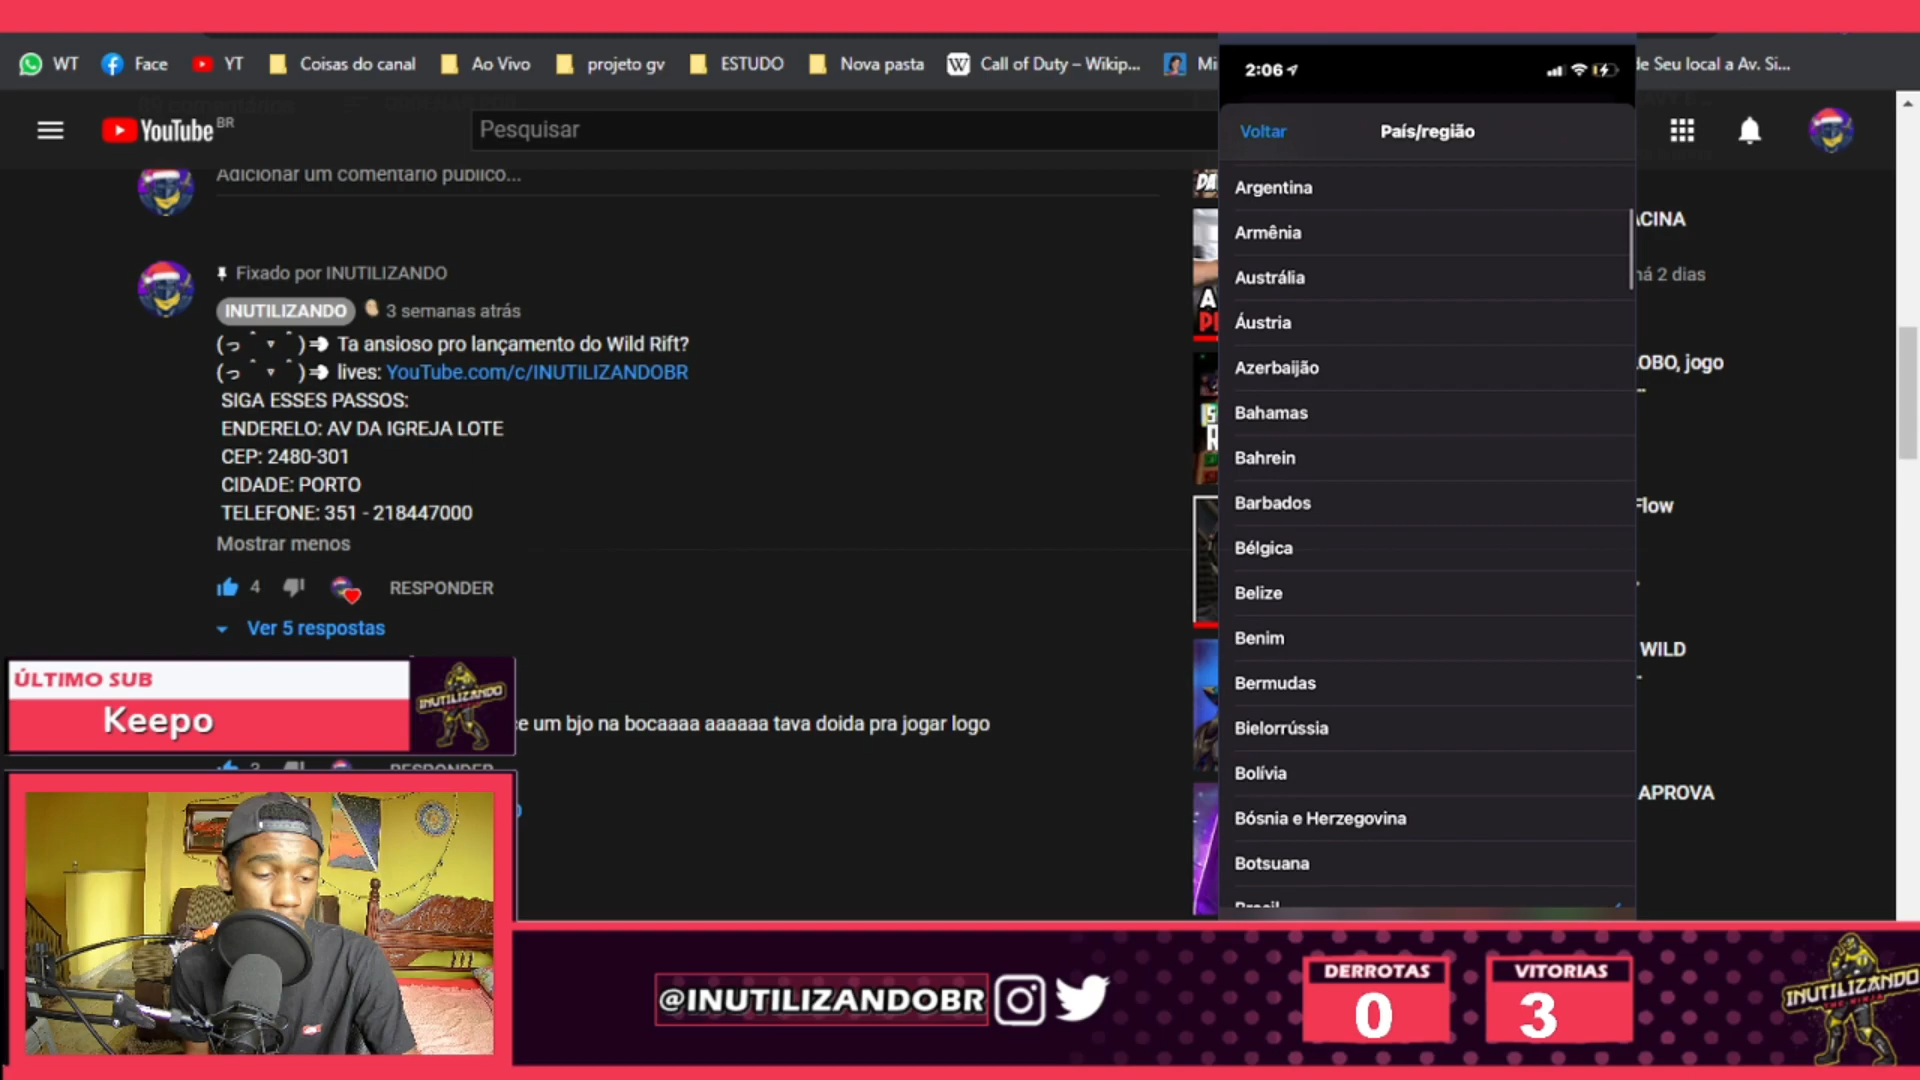 WT
Face
YT
Coisas do canal
Ao Vivo
projeto gv
ESTUDO
Nova pasta
Call of Duty – Wikip...
Mi
de Seu local a Av. Si...
YouTube BR
Pesquisar
Adicionar um comentário público...
Fixado por INUTILIZANDO
INUTILIZANDO 3 semanas atrás
(っ＾▿＾)➺ Ta ansioso pro lançamento do Wild Rift?
(っ＾▿＾)➺ lives: YouTube.com/c/INUTILIZANDOBR
SIGA ESSES PASSOS:
ENDERELO: AV DA IGREJA LOTE
CEP: 2480-301
CIDADE: PORTO
TELEFONE: 351 - 218447000
Mostrar menos
4 RESPONDER
Ver 5 respostas
um bjo na bocaaaa aaaaaa tava doida pra jogar logo
RESPONDER
2:06
Voltar
País/região
Argentina
Armênia
Austrália
Áustria
Azerbaijão
Bahamas
Bahrein
Barbados
Bélgica
Belize
Benim
Bermudas
Bielorrússia
Bolívia
Bósnia e Herzegovina
Botsuana
Brasil
ACINA
há 2 dias
LOBO, jogo
Flow
WILD
APROVA
ÚLTIMO SUB
Keepo
INUTILIZANDO
@INUTILIZANDOBR
DERROTAS
0
VITORIAS
3
INUTILIZANDO
THE NINJA